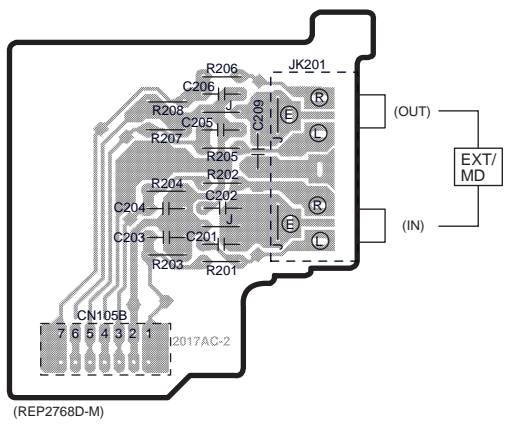 R206
JK201
C206
R208
J
C209
E
R
(OUT)
C205
R207
L
J
R205
EXT/
MD
R202
R204
C202
R
C204
J
E
(IN)
C203
C201
L
J
R203
R201
CN105B
7 6 5 4 3 2 1
2017AC-2
(REP2768D-M)